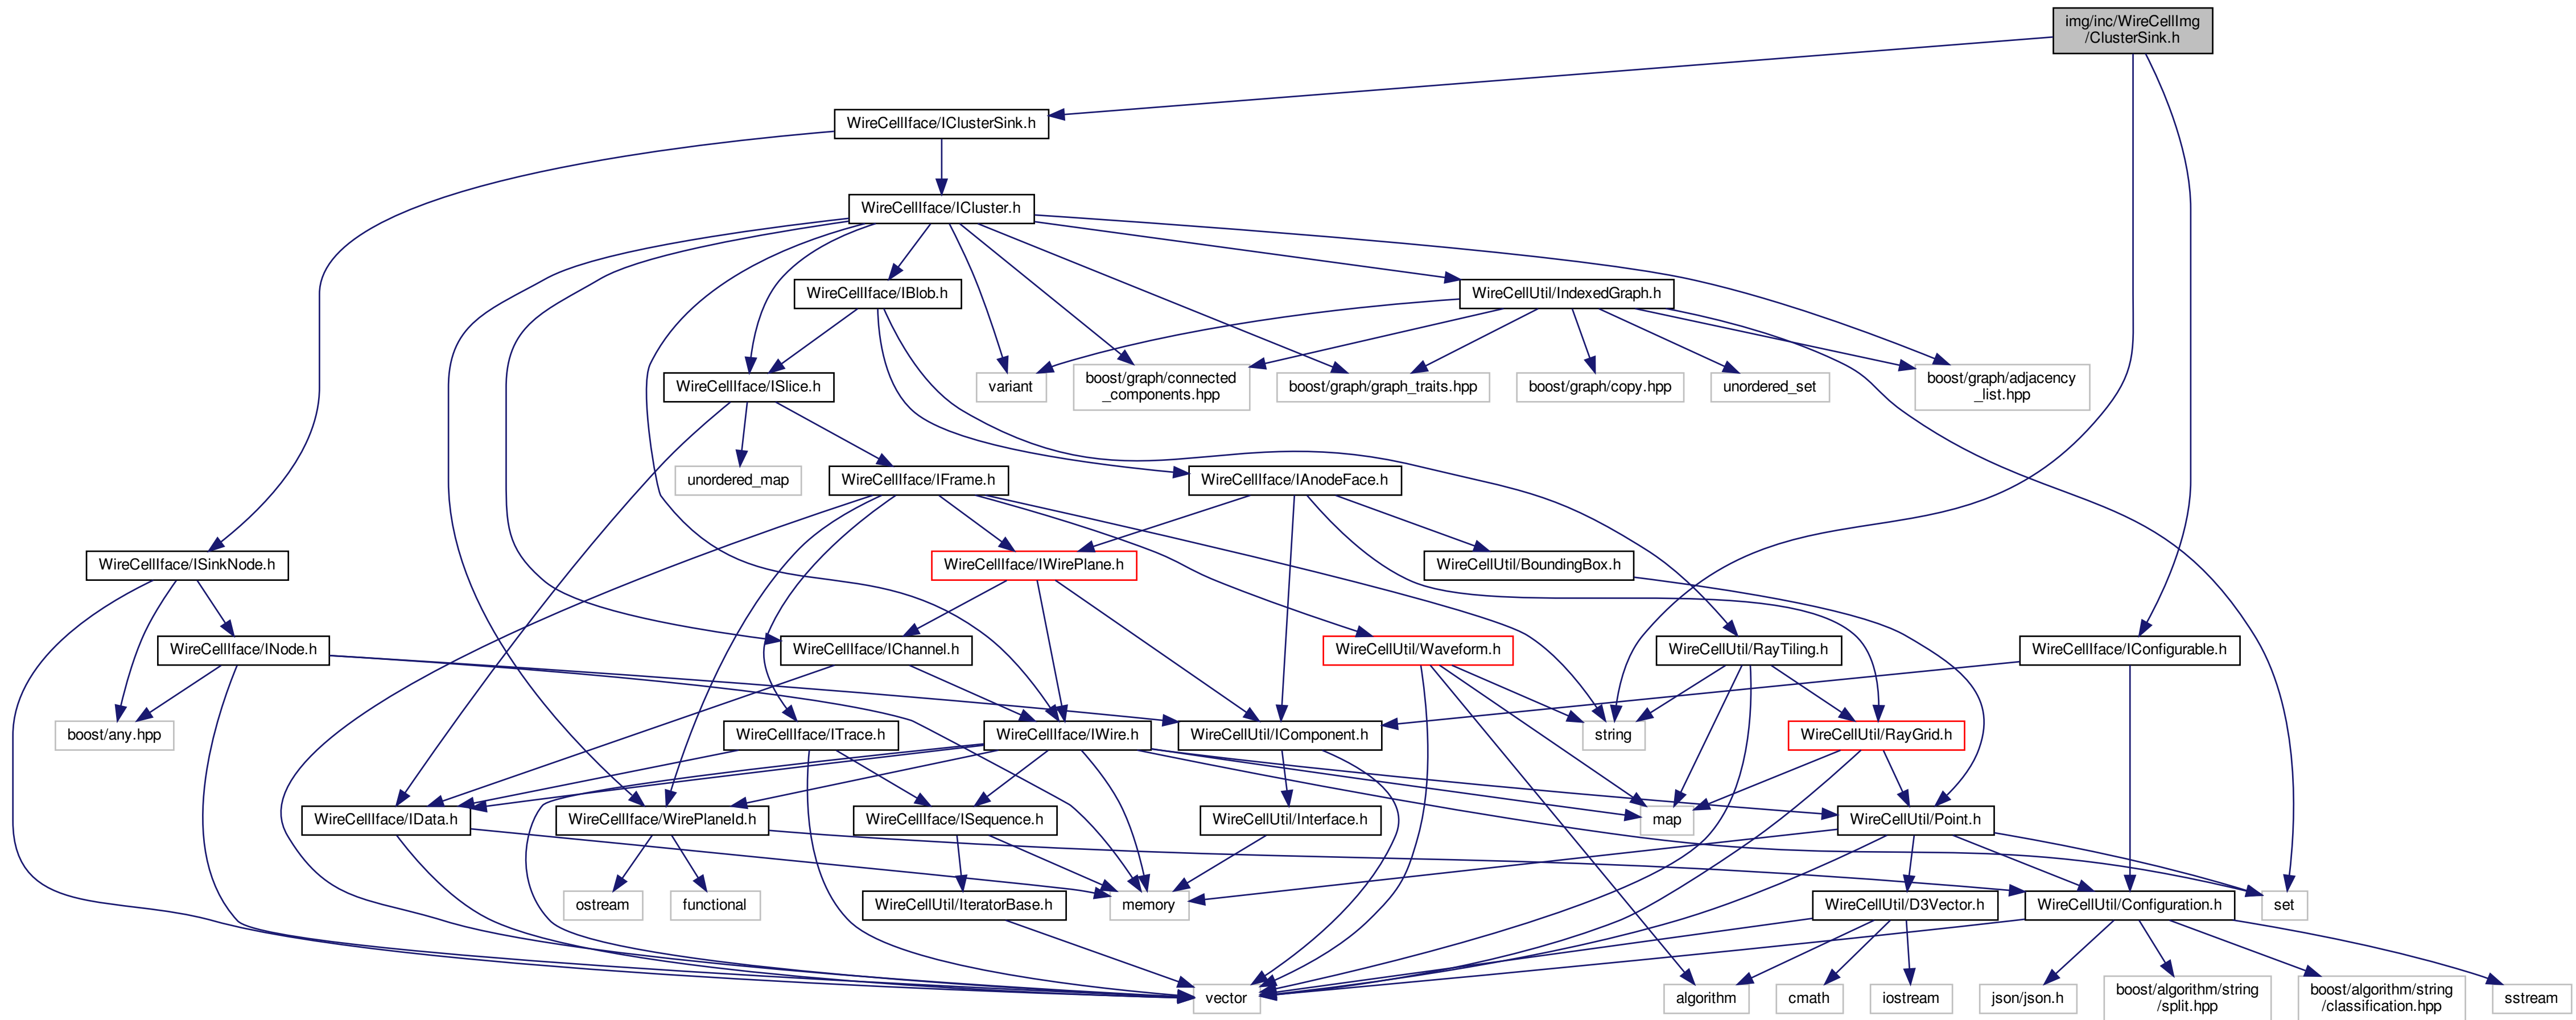 img/inc/WireCellImg
/ClusterSink.h
WireCellIface/IClusterSink.h
WireCellIface/ICluster.h
WireCellIface/IBlob.h
WireCellUtil/IndexedGraph.h
WireCellIface/ISlice.h
variant
boost/graph/connected
_components.hpp
boost/graph/graph_traits.hpp
boost/graph/copy.hpp
unordered_set
boost/graph/adjacency
_list.hpp
unordered_map
WireCellIface/IFrame.h
WireCellIface/IAnodeFace.h
WireCellIface/ISinkNode.h
WireCellIface/IWirePlane.h
WireCellUtil/BoundingBox.h
WireCellIface/INode.h
WireCellIface/IChannel.h
WireCellUtil/Waveform.h
WireCellUtil/RayTiling.h
WireCellIface/IConfigurable.h
boost/any.hpp
WireCellIface/ITrace.h
WireCellIface/IWire.h
WireCellUtil/IComponent.h
string
WireCellUtil/RayGrid.h
WireCellIface/IData.h
WireCellIface/WirePlaneId.h
WireCellIface/ISequence.h
WireCellUtil/Interface.h
map
WireCellUtil/Point.h
ostream
functional
WireCellUtil/IteratorBase.h
memory
WireCellUtil/D3Vector.h
WireCellUtil/Configuration.h
set
vector
algorithm
cmath
iostream
json/json.h
boost/algorithm/string
/split.hpp
boost/algorithm/string
/classification.hpp
sstream